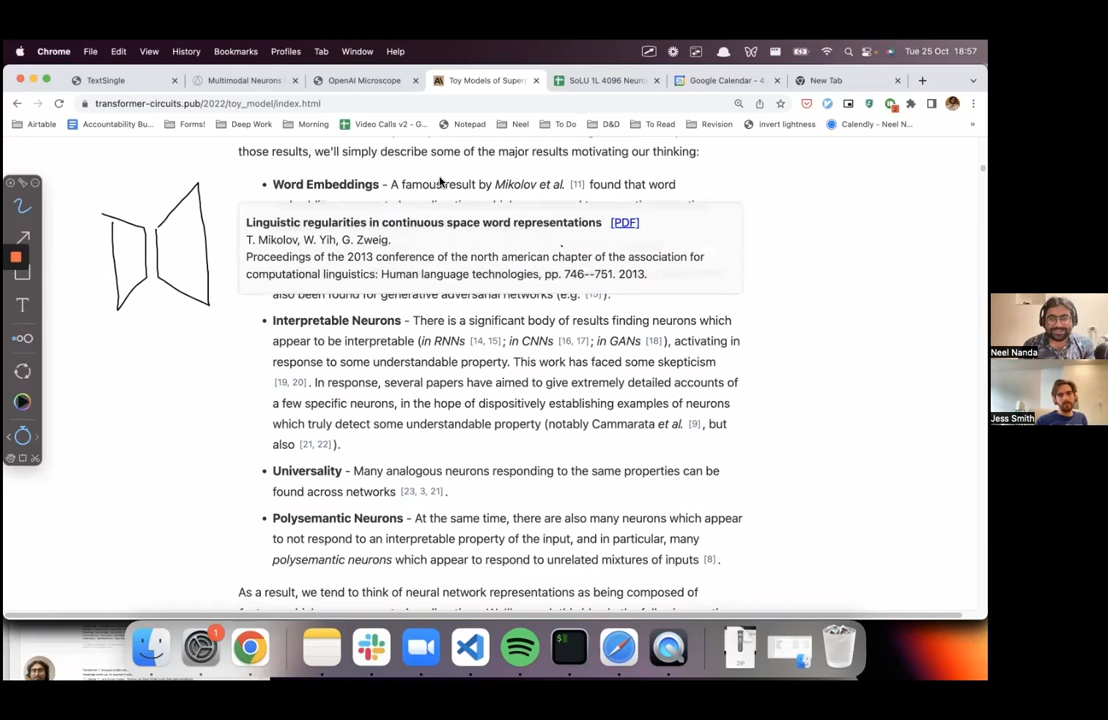 Chrome File Edit View History Bookmarks Profiles Tab Window Help Tue 25 Oct 18:57
TextSingle Multimodal Neurons OpenAI Microscope Toy Models of Super SoLU 1L 4096 Neuro Google Calendar - 4 New Tab
transformer-circuits.pub/2022/toy_model/index.html
Airtable Accountability Bu... Forms! Deep Work Morning Video Calls v2 - G... Notepad Neel To Do D&D To Read Revision invert lightness Calendly - Neel N... »
those results, we'll simply describe some of the major results motivating our thinking:
• Word Embeddings - A famous result by Mikolov et al. [11] found that word
Linguistic regularities in continuous space word representations [PDF]
T. Mikolov, W. Yih, G. Zweig.
Proceedings of the 2013 conference of the north american chapter of the association for
computational linguistics: Human language technologies, pp. 746--751. 2013.
also been found for generative adversarial networks (e.g. [13]).
• Interpretable Neurons - There is a significant body of results finding neurons which
appear to be interpretable (in RNNs [14, 15]; in CNNs [16, 17]; in GANs [18]), activating in
response to some understandable property. This work has faced some skepticism
[19, 20]. In response, several papers have aimed to give extremely detailed accounts of
a few specific neurons, in the hope of dispositively establishing examples of neurons
which truly detect some understandable property (notably Cammarata et al. [9], but
also [21, 22]).
• Universality - Many analogous neurons responding to the same properties can be
found across networks [23, 3, 21].
• Polysemantic Neurons - At the same time, there are also many neurons which appear
to not respond to an interpretable property of the input, and in particular, many
polysemantic neurons which appear to respond to unrelated mixtures of inputs [8].
As a result, we tend to think of neural network representations as being composed of
Neel Nanda
Jess Smith
T
1
$
ZIP